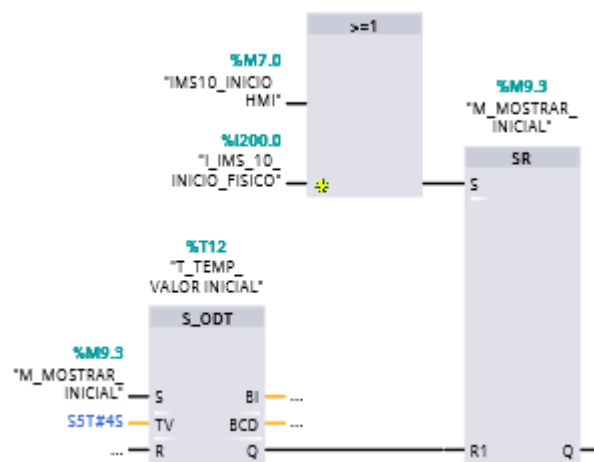 >=1
%M7.0
"IMS10_INICIO_
HMI"
%I200.0
"I_IMS_10_
INICIO_FISICO"
%M9.3
"M_MOSTRAR_
INICIAL"
SR
S
%T12
"T_TEMP_
VALOR INICIAL"
S_ODT
%M9.3
"M_MOSTRAR_
INICIAL"
S BI ...
S5T#4S TV BCD ...
... R Q R1 Q